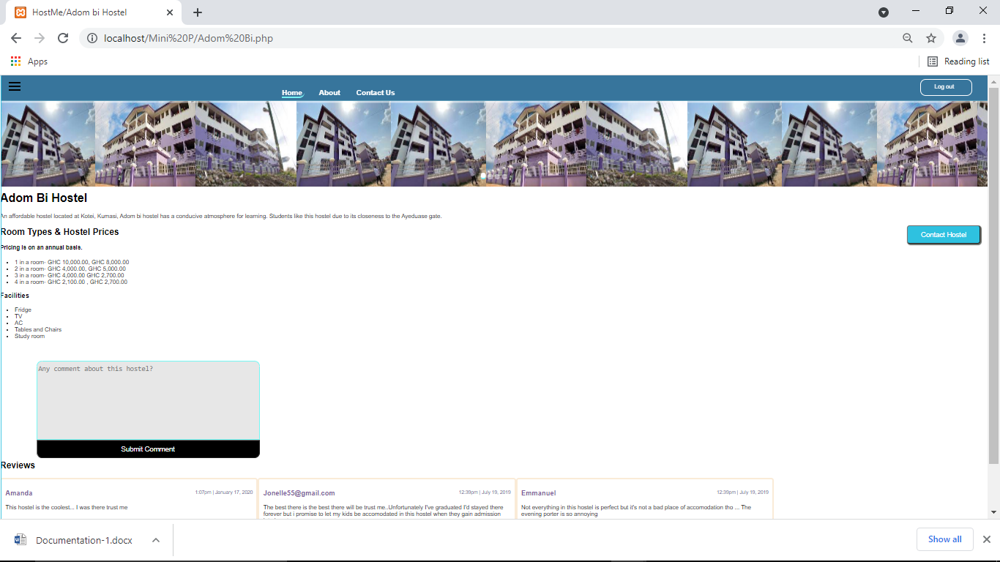 HostMe/Adom bi Hostel
localhost/Mini%20P/Adom%20Bi.php
Apps
Reading list
Home
About
Contact Us
Log out
Adom Bi Hostel
An affordable hostel located at Kotei, Kumasi, Adom bi hostel has a conducive atmosphere for learning. Students like this hostel due to its closeness to the Ayeduase gate.
Room Types & Hostel Prices
Contact Hostel
Pricing is on an annual basis.
1 in a room- GHC 10,000.00, GHC 8,000.00
2 in a room- GHC 4,000.00, GHC 5,000.00
3 in a room- GHC 4,000.00 GHC 2,700.00
4 in a room- GHC 2,100.00 , GHC 2,700.00
Facilities
Fridge
TV
AC
Tables and Chairs
Study room
Any comment about this hostel?
Submit Comment
Reviews
Amanda
1:07pm | January 17, 2020
This hostel is the coolest... I was there trust me
Jonelle55@gmail.com
12:39pm | July 19, 2019
The best there is the best there will be trust me..Unfortunately I've graduated I'd stayed there
forever but i promise to let my kids be accomodated in this hostel when they gain admission
Emmanuel
12:39pm | July 19, 2019
Not everything in this hostel is perfect but it's not a bad place of accomodation tho ... The
evening porter is so annoying
Documentation-1.docx
Show all